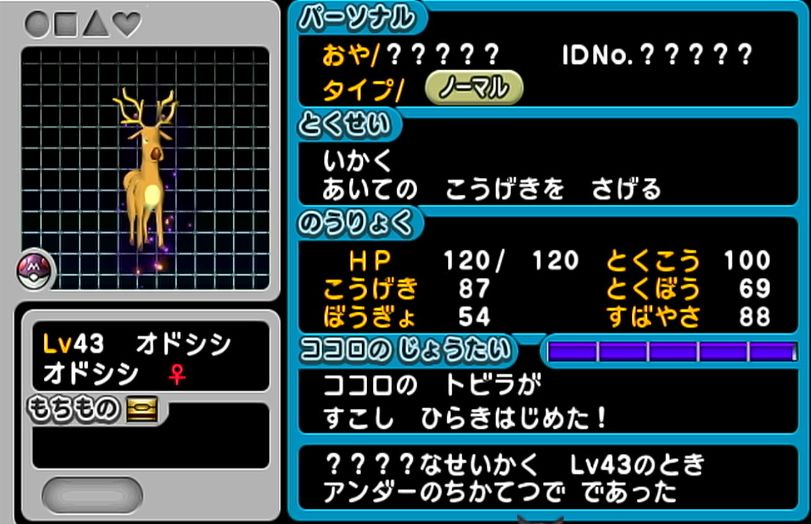 パーソナル
おや/?????　IDNo.?????
タイプ/ ノーマル
とくせい
いかく
あいての　こうげきを　さげる
のうりょく
HP　120/ 120　とくこう　100
こうげき　87　とくぼう　69
ぼうぎょ　54　すばやさ　88
Lv43　オドシシ
オドシシ　♀
もちもの
ココロの じょうたい
ココロの　トビラが
すこし　ひらきはじめた!
????なせいかく　Lv43のとき
アンダーのちかてつで であった